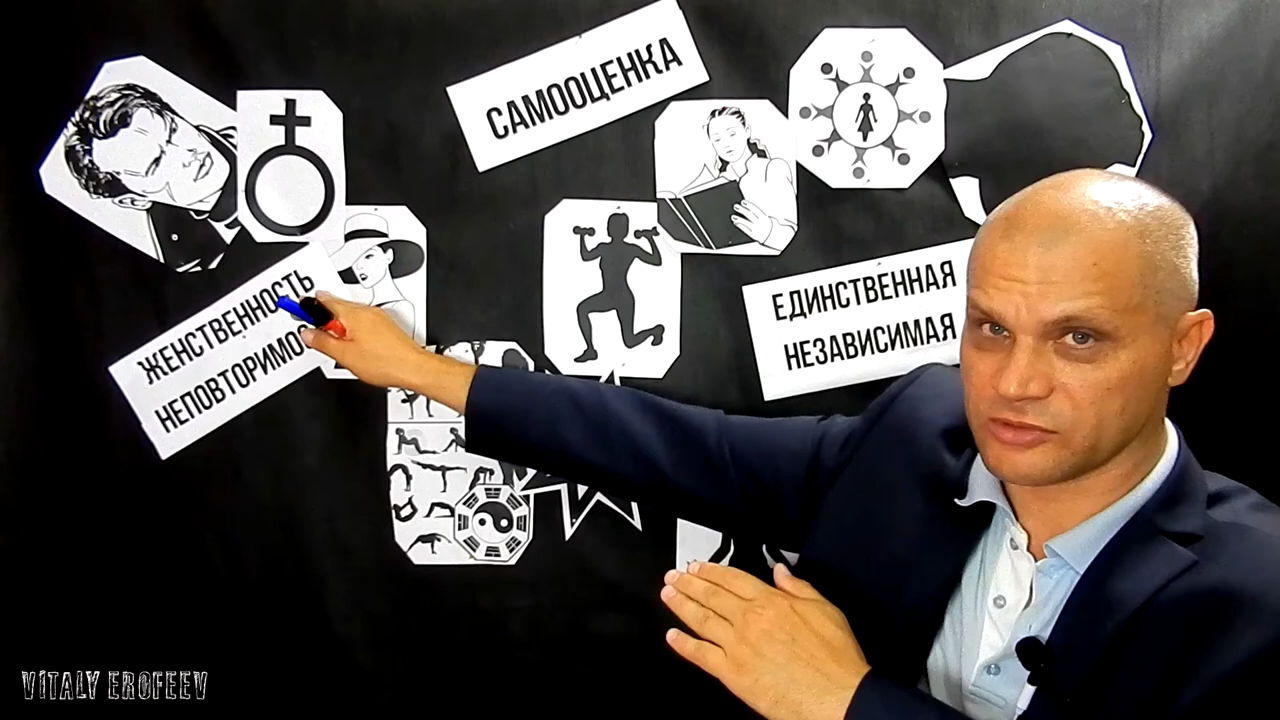 САМООЦЕНКА
ЖЕНСТВЕННОСТЬ
ЕДИНСТВЕННАЯ
НЕЗАВИСИМАЯ
VITALY EROFEEV